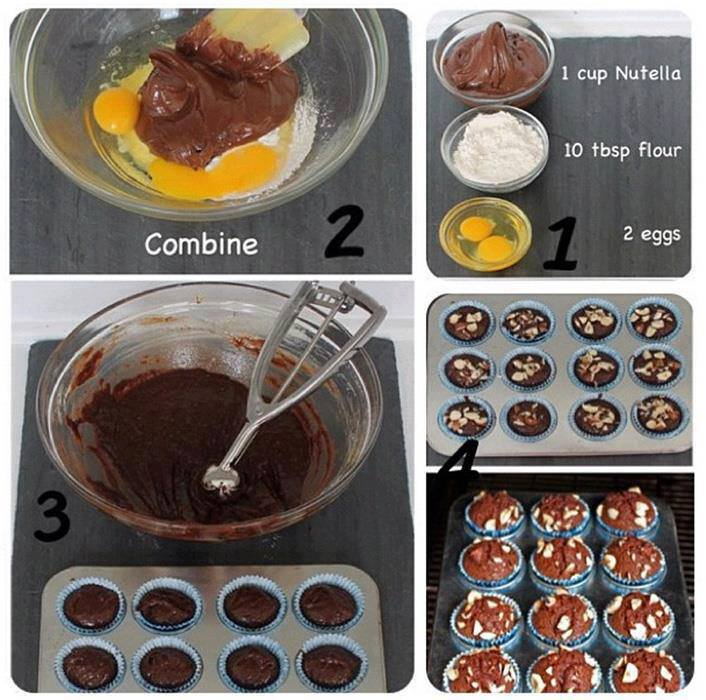 Combine
2
1 cup Nutella
10 tbsp flour
2 eggs
1
3
4